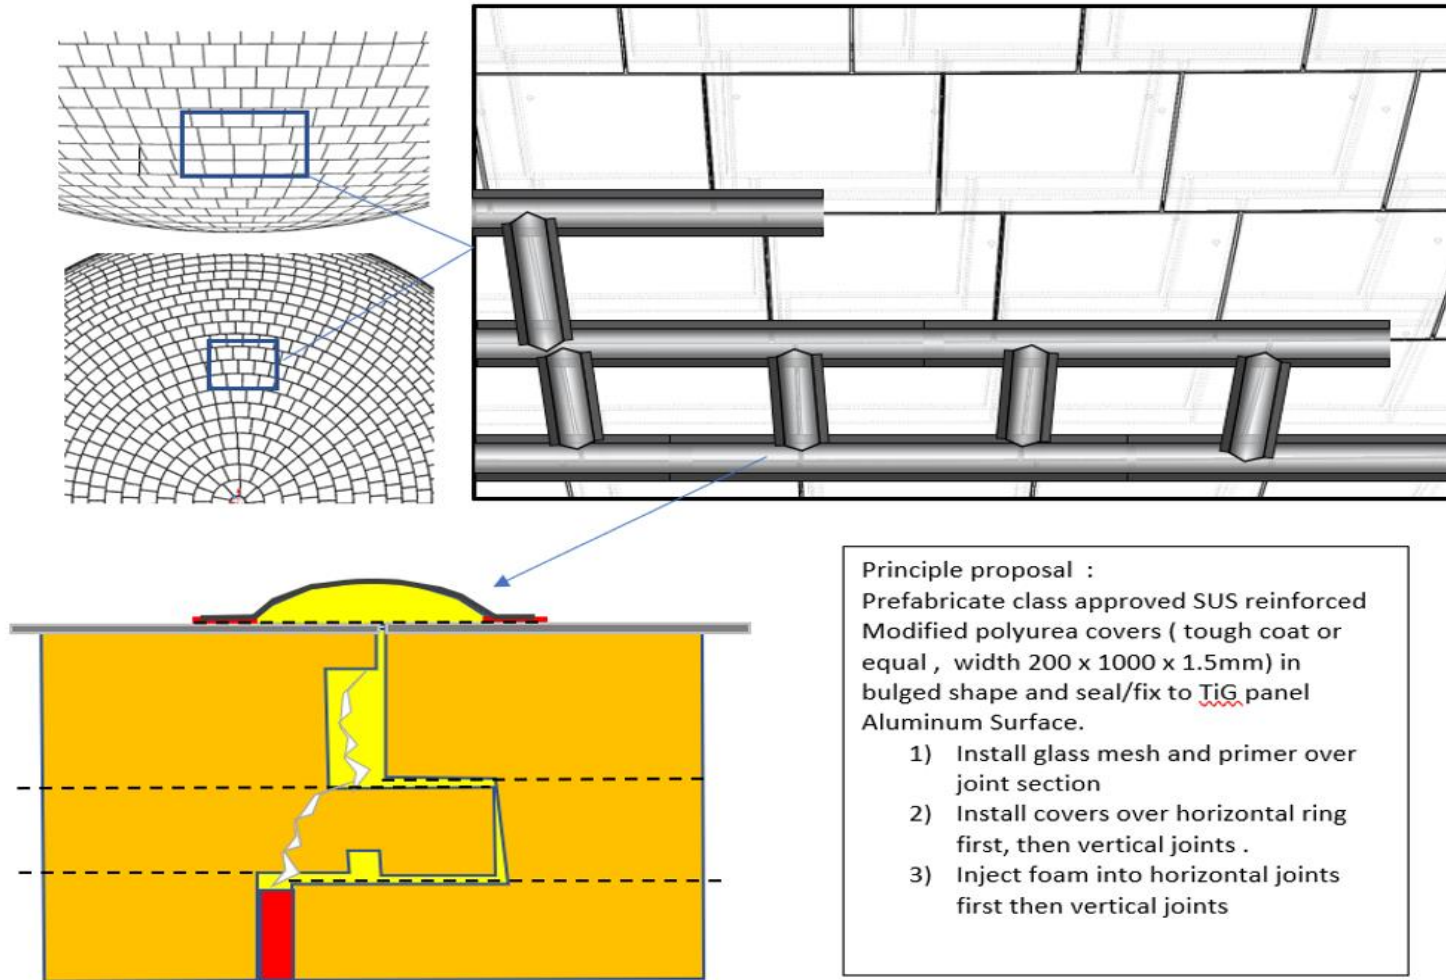 Principle proposal :
Prefabricate class approved SUS reinforced
Modified polyurea covers ( tough coat or
equal , width 200 x 1000 x 1.5mm) in
bulged shape and seal/fix to TiG panel
Aluminum Surface.
1) Install glass mesh and primer over
joint section
2) Install covers over horizontal ring
first, then vertical joints .
3) Inject foam into horizontal joints
first then vertical joints